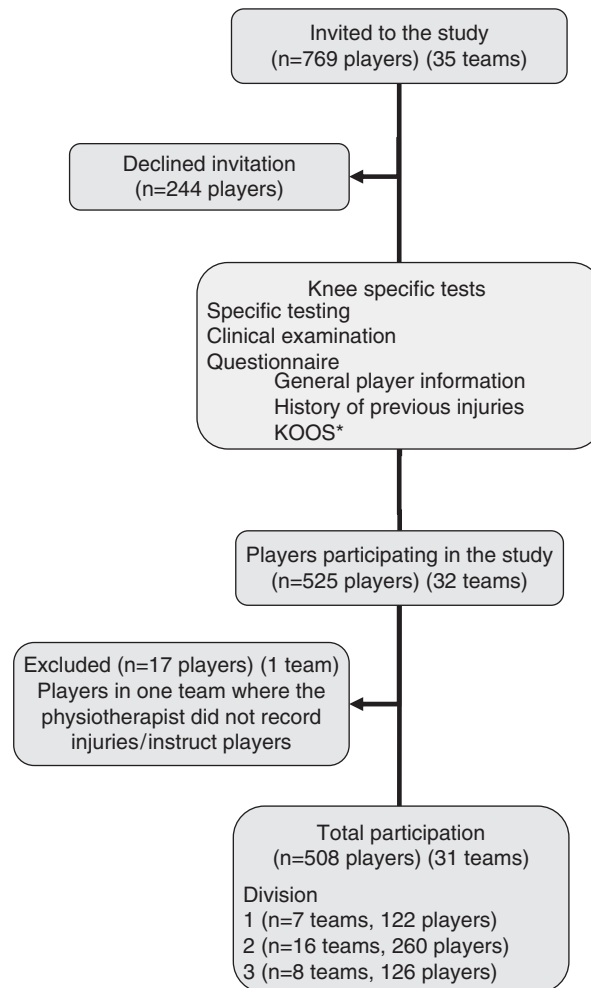 Invited to the study
(n=769 players) (35 teams)
Declined invitation
(n=244 players)
Knee specific tests
Specific testing
Clinical examination
Questionnaire
General player information
History of previous injuries
KOOS*
Players participating in the study
(n=525 players) (32 teams)
Excluded (n=17 players) (1 team)
Players in one team where the
physiotherapist did not record
injuries/instruct players
Total participation
(n=508 players) (31 teams)
Division
1 (n=7 teams, 122 players)
2 (n=16 teams, 260 players)
3 (n=8 teams, 126 players)